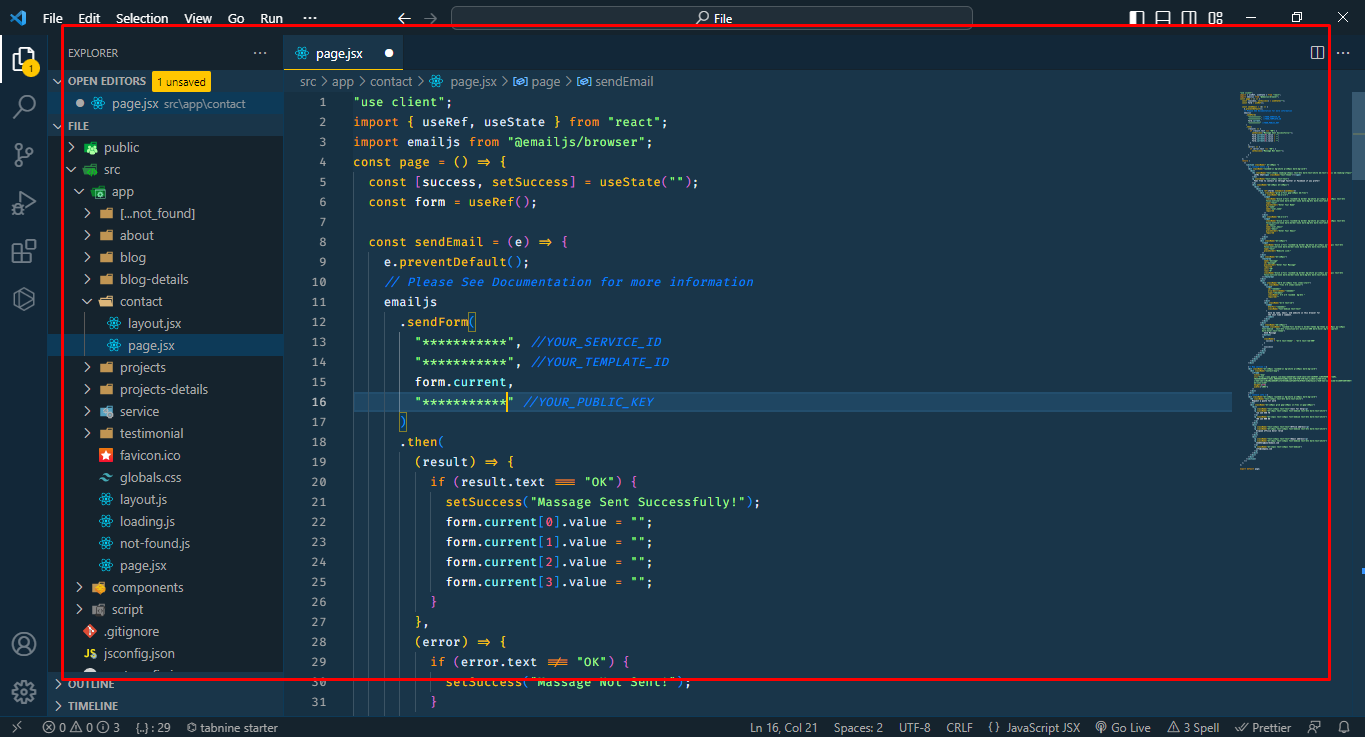 File Edit Selection View Go Run ··· File
EXPLORER ···
page.jsx
OPEN EDITORS 1 unsaved
page.jsx src\app\contact
FILE
public
src
app
[...not_found]
about
blog
blog-details
contact
layout.jsx
page.jsx
projects
projects-details
service
testimonial
favicon.ico
globals.css
layout.js
loading.js
not-found.js
page.jsx
components
script
.gitignore
jsconfig.json
OUTLINE
TIMELINE
src > app > contact > page.jsx > page > sendEmail
1 "use client";
2 import { useRef, useState } from "react";
3 import emailjs from "@emailjs/browser";
4 const page = () => {
5 const [success, setSuccess] = useState("");
6 const form = useRef();
7
8 const sendEmail = (e) => {
9 e.preventDefault();
10 // Please See Documentation for more information
11 emailjs
12 .sendForm(
13 "***********", //YOUR_SERVICE_ID
14 "***********", //YOUR_TEMPLATE_ID
15 form.current,
16 "***********" //YOUR_PUBLIC_KEY
17 )
18 .then(
19 (result) => {
20 if (result.text === "OK") {
21 setSuccess("Massage Sent Successfully!");
22 form.current[0].value = "";
23 form.current[1].value = "";
24 form.current[2].value = "";
25 form.current[3].value = "";
26 }
27 },
28 (error) => {
29 if (error.text !== "OK") {
30 setSuccess("Massage Not Sent!");
31 }
1
0 0 3 {..} : 29 tabnine starter Ln 16, Col 21 Spaces: 2 UTF-8 CRLF { } JavaScript JSX Go Live 3 Spell Prettier